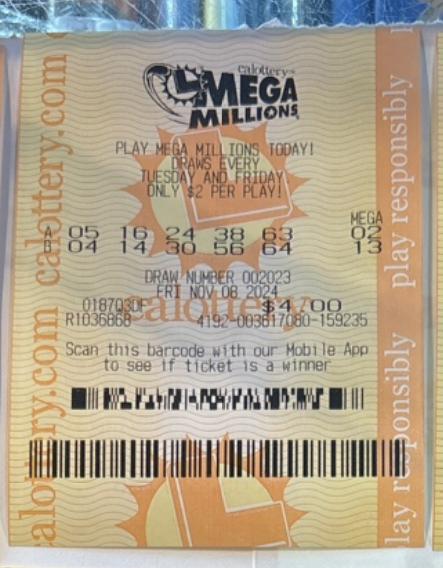 calottery
MEGA
MILLIONS
PLAY MEGA MILLIONS TODAY!
DRAWS EVERY
TUESDAY AND FRIDAY
ONLY $2 PER PLAY!
MEGA
A 05 16 24 38 63 02
B 04 14 30 56 64 13
DRAW NUMBER 002023
FRI NOV 08 2024
018703DF $4.00
R1036868 4192-003817080-159235
calottery
Scan this barcode with our Mobile App
to see if ticket is a winner
calottery.com calottery.com
play responsibly play responsibly